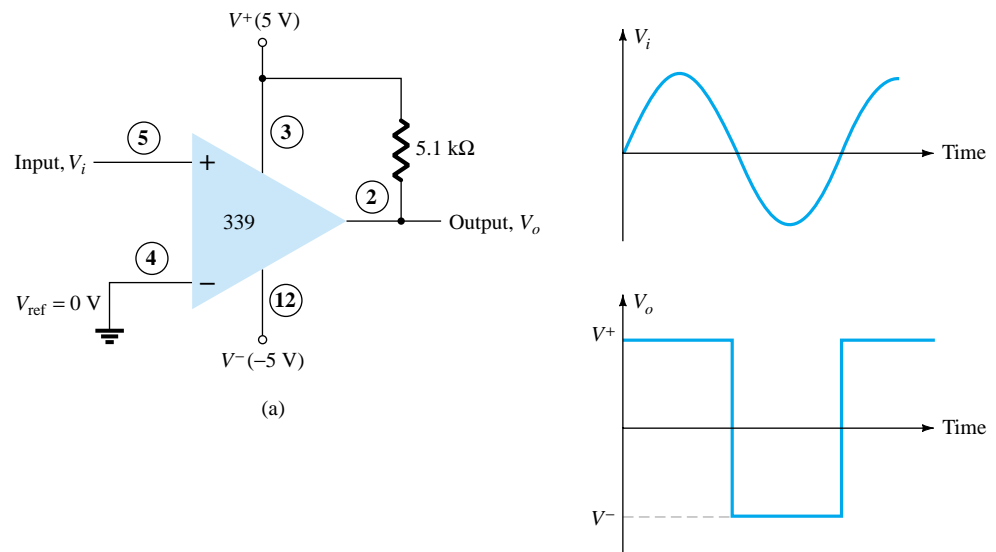 V+(5 V)
3
5
Input, Vi
+
5.1 kΩ
2
339
Output, Vo
4
−
Vref = 0 V
12
V−(–5 V)
(a)
Vi
Time
Vo
V+
Time
V−